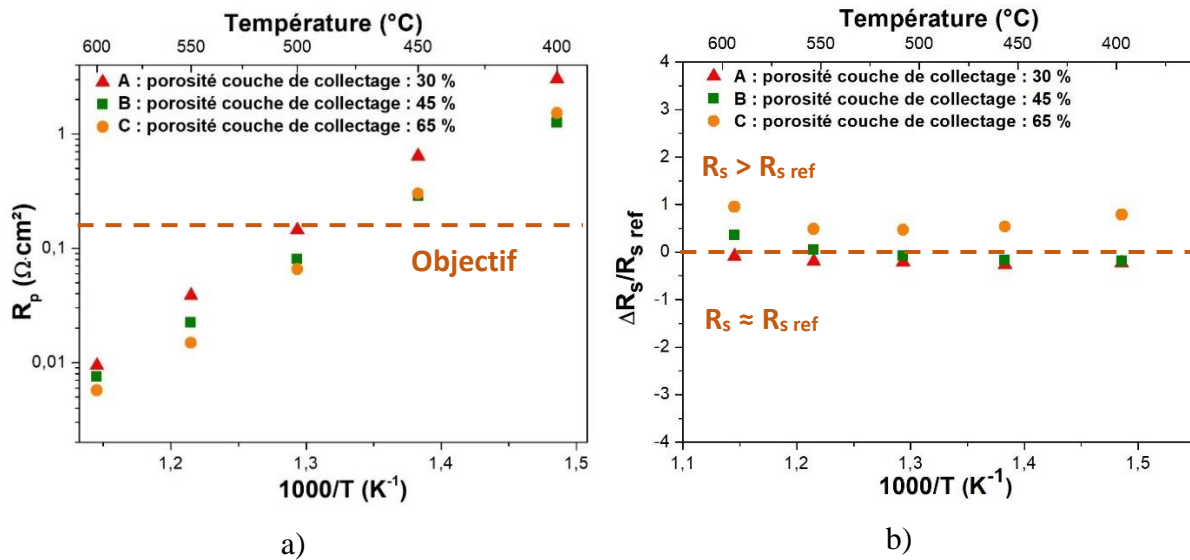 Température (°C)
600 550 500 450 400
A : porosité couche de collectage : 30 %
B : porosité couche de collectage : 45 %
C : porosité couche de collectage : 65 %
1
0,1
0,01
Objectif
Rp (Ω·cm²)
1,2 1,3 1,4 1,5
1000/T (K-1)
a)
Température (°C)
600 550 500 450 400
A : porosité couche de collectage : 30 %
B : porosité couche de collectage : 45 %
C : porosité couche de collectage : 65 %
4
3
2
1
0
-1
-2
-3
-4
Rs > Rs ref
Rs ≈ Rs ref
ΔRs/Rs ref
1,1 1,2 1,3 1,4 1,5
1000/T (K-1)
b)